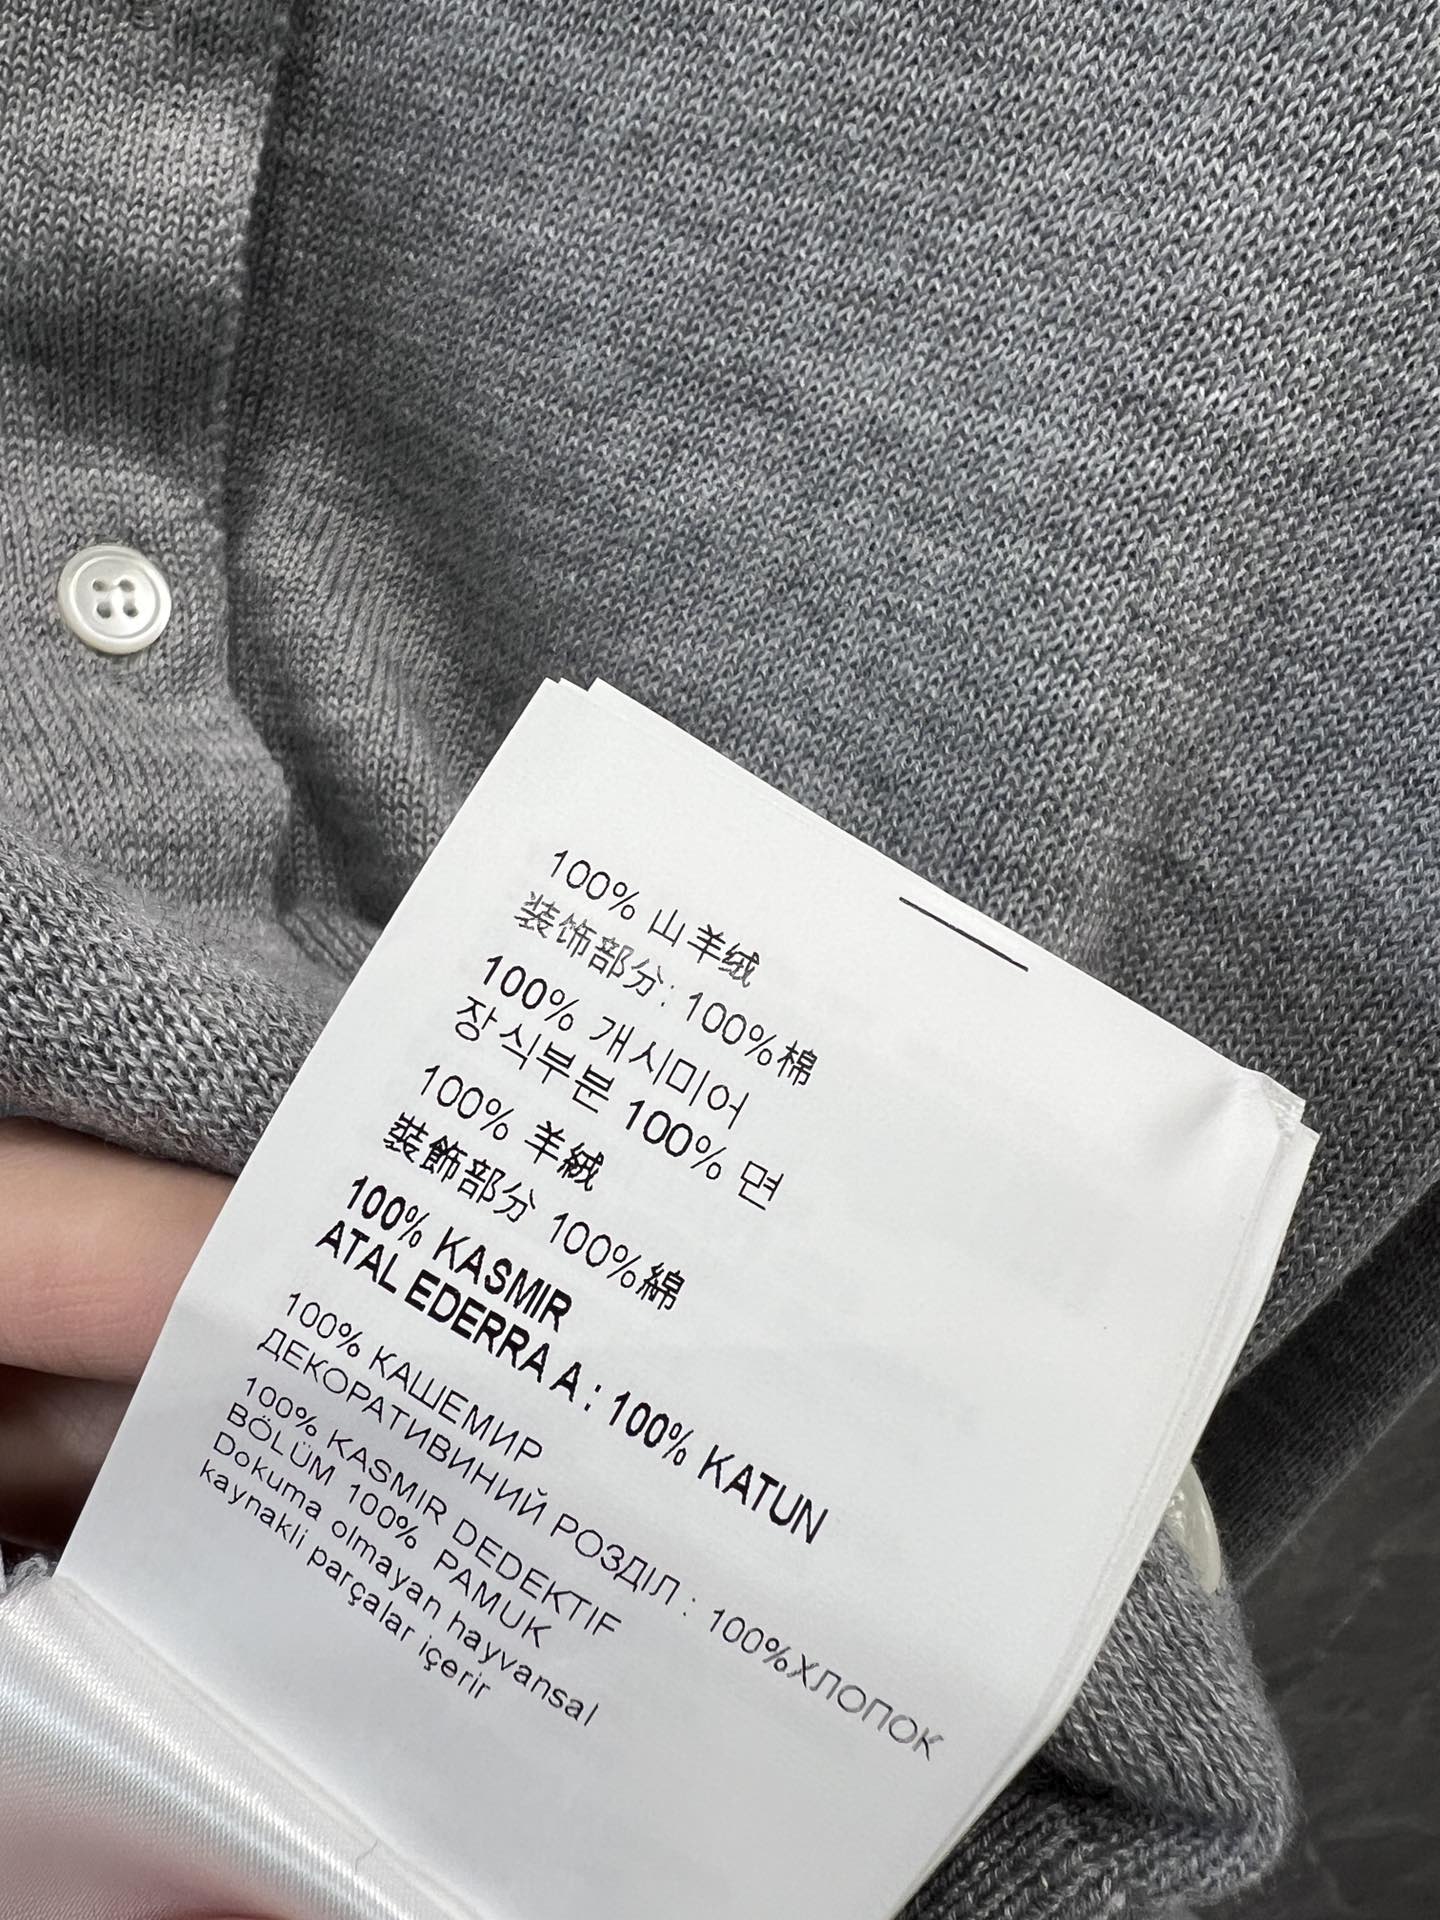 100% 山羊绒
装饰部分: 100%棉
100% 개시미어
장식부분 100% 면
100% 羊絨
裝飾部分 100%綿
100% KASMIR
ATAL EDERRA A : 100% KATUN
100% КАШЕМИР
ДЕКОРАТИВИНИЙ РОЗДІЛ : 100%ХЛОПОК
100% KASMIR DEDEKTIF
BÖLÜM 100% PAMUK
Dokuma olmayan hayvansal
kaynakli parçalar içerir